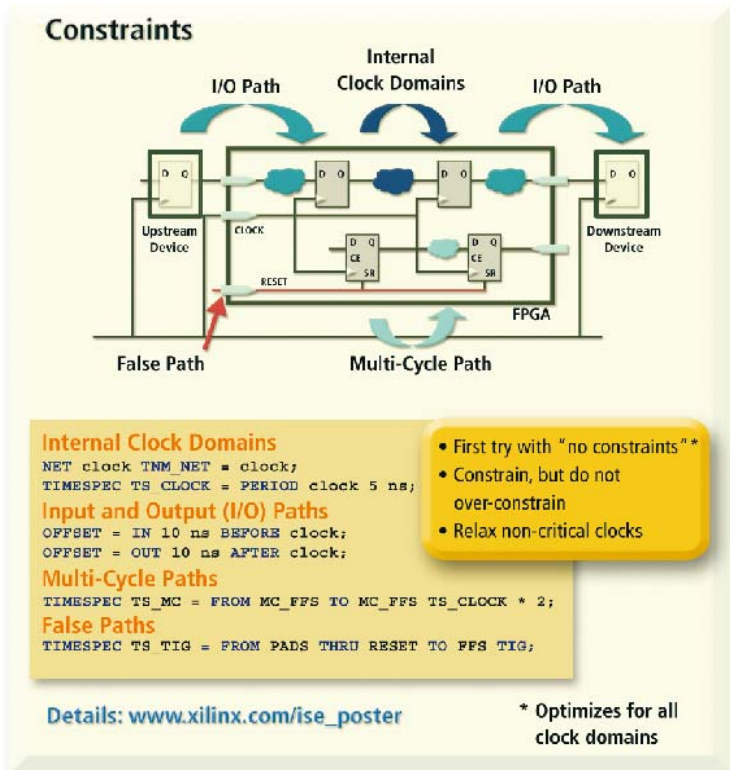 Constraints
Internal
Clock Domains
I/O Path
I/O Path
D Q
D Q
D Q
D Q
Upstream
Device
CLOCK
Downstream
Device
D Q
CE
SR
D Q
CE
SR
RESET
FPGA
False Path
Multi-Cycle Path
Internal Clock Domains
NET clock TNM_NET = clock;
TIMESPEC TS_CLOCK = PERIOD clock 5 ns;
Input and Output (I/O) Paths
OFFSET = IN 10 ns BEFORE clock;
OFFSET = OUT 10 ns AFTER clock;
Multi-Cycle Paths
TIMESPEC TS_MC = FROM MC_FFS TO MC_FFS TS_CLOCK * 2;
False Paths
TIMESPEC TS_TIG = FROM PADS THRU RESET TO FFS TIG;
• First try with "no constraints"*
• Constrain, but do not
over-constrain
• Relax non-critical clocks
Details: www.xilinx.com/ise_poster
* Optimizes for all
clock domains